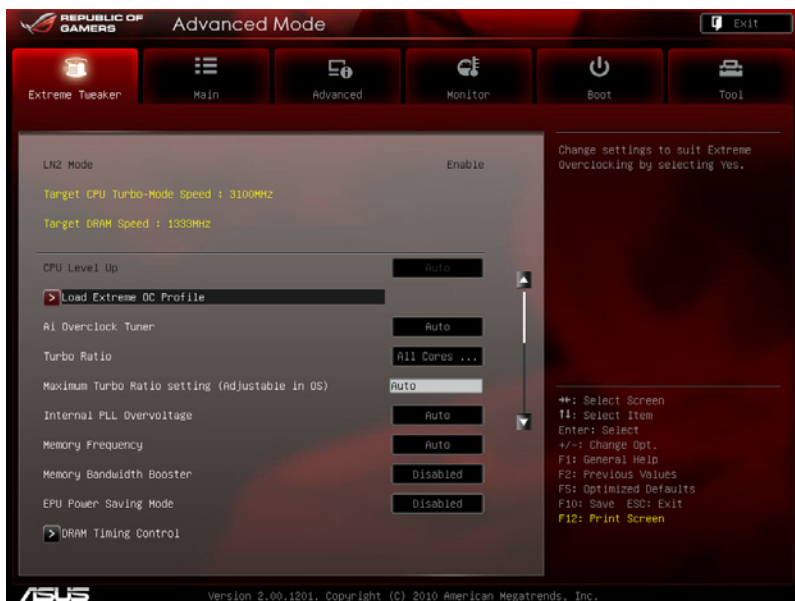 REPUBLIC OF
GAMERS
Advanced Mode
Exit
Extreme Tweaker
Main
Advanced
Monitor
Boot
Tool
LN2 Mode Enable
Target CPU Turbo-Mode Speed : 3100MHz
Target DRAM Speed : 1333MHz
CPU Level Up Auto
> Load Extreme OC Profile
Ai Overclock Tuner Auto
Turbo Ratio All Cores ...
Maximum Turbo Ratio setting (Adjustable in OS) Auto
Internal PLL Overvoltage Auto
Memory Frequency Auto
Memory Bandwidth Booster Disabled
EPU Power Saving Mode Disabled
> DRAM Timing Control
Change settings to suit Extreme
Overclocking by selecting Yes.
→←: Select Screen
↑↓: Select Item
Enter: Select
+/-: Change Opt.
F1: General Help
F2: Previous Values
F5: Optimized Defaults
F10: Save ESC: Exit
F12: Print Screen
ASUS
Version 2.00.1201. Copyright (C) 2010 American Megatrends, Inc.